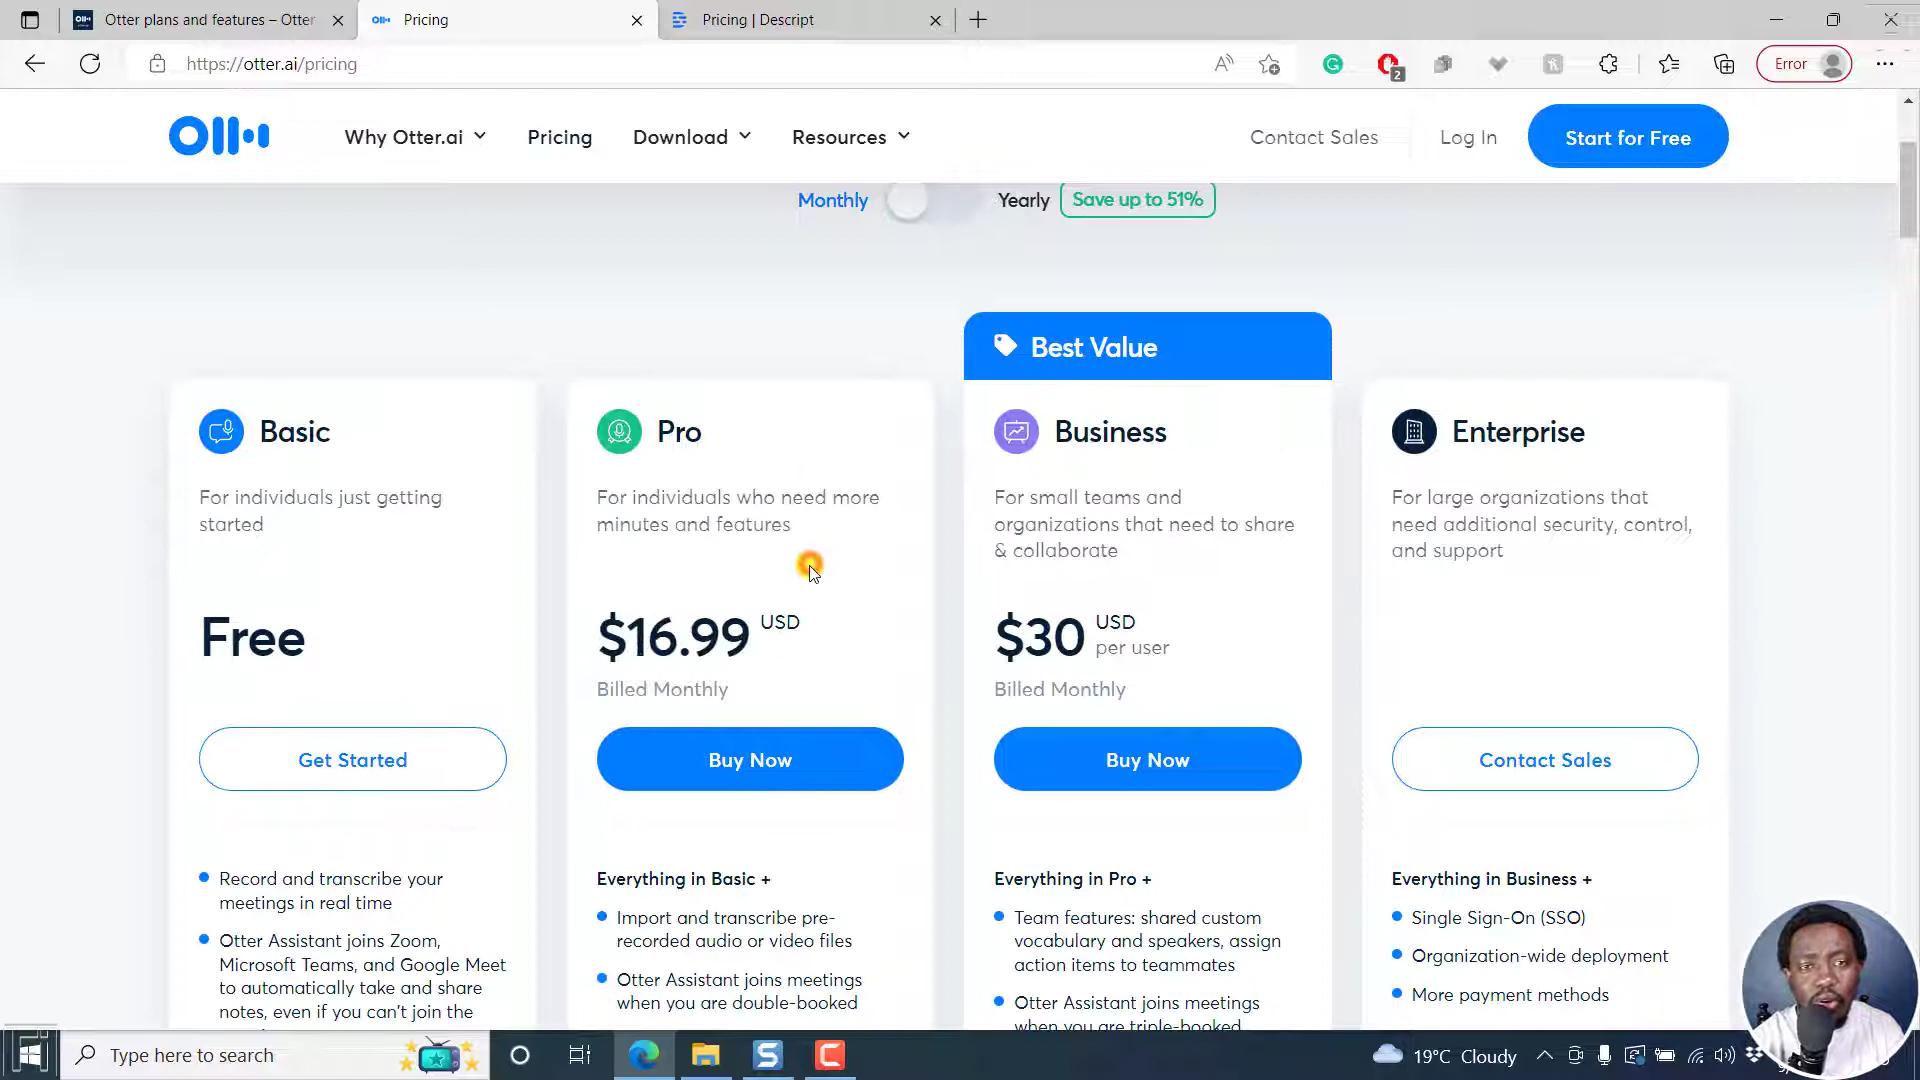 Otter plans and features – Otter
Pricing
Pricing | Descript
https://otter.ai/pricing
2
Error
Why Otter.ai
Pricing
Download
Resources
Contact Sales
Log In
Start for Free
Monthly
Yearly
Save up to 51%
Best Value
Basic
For individuals just getting
started
Free
Get Started
Record and transcribe your
meetings in real time
Otter Assistant joins Zoom,
Microsoft Teams, and Google Meet
to automatically take and share
notes, even if you can't join the
Pro
For individuals who need more
minutes and features
$16.99 USD
Billed Monthly
Buy Now
Everything in Basic +
Import and transcribe pre-
recorded audio or video files
Otter Assistant joins meetings
when you are double-booked
Business
For small teams and
organizations that need to share
& collaborate
$30 USD
per user
Billed Monthly
Buy Now
Everything in Pro +
Team features: shared custom
vocabulary and speakers, assign
action items to teammates
Otter Assistant joins meetings
when you are triple-booked
Enterprise
For large organizations that
need additional security, control,
and support
Contact Sales
Everything in Business +
Single Sign-On (SSO)
Organization-wide deployment
More payment methods
Type here to search
19°C Cloudy